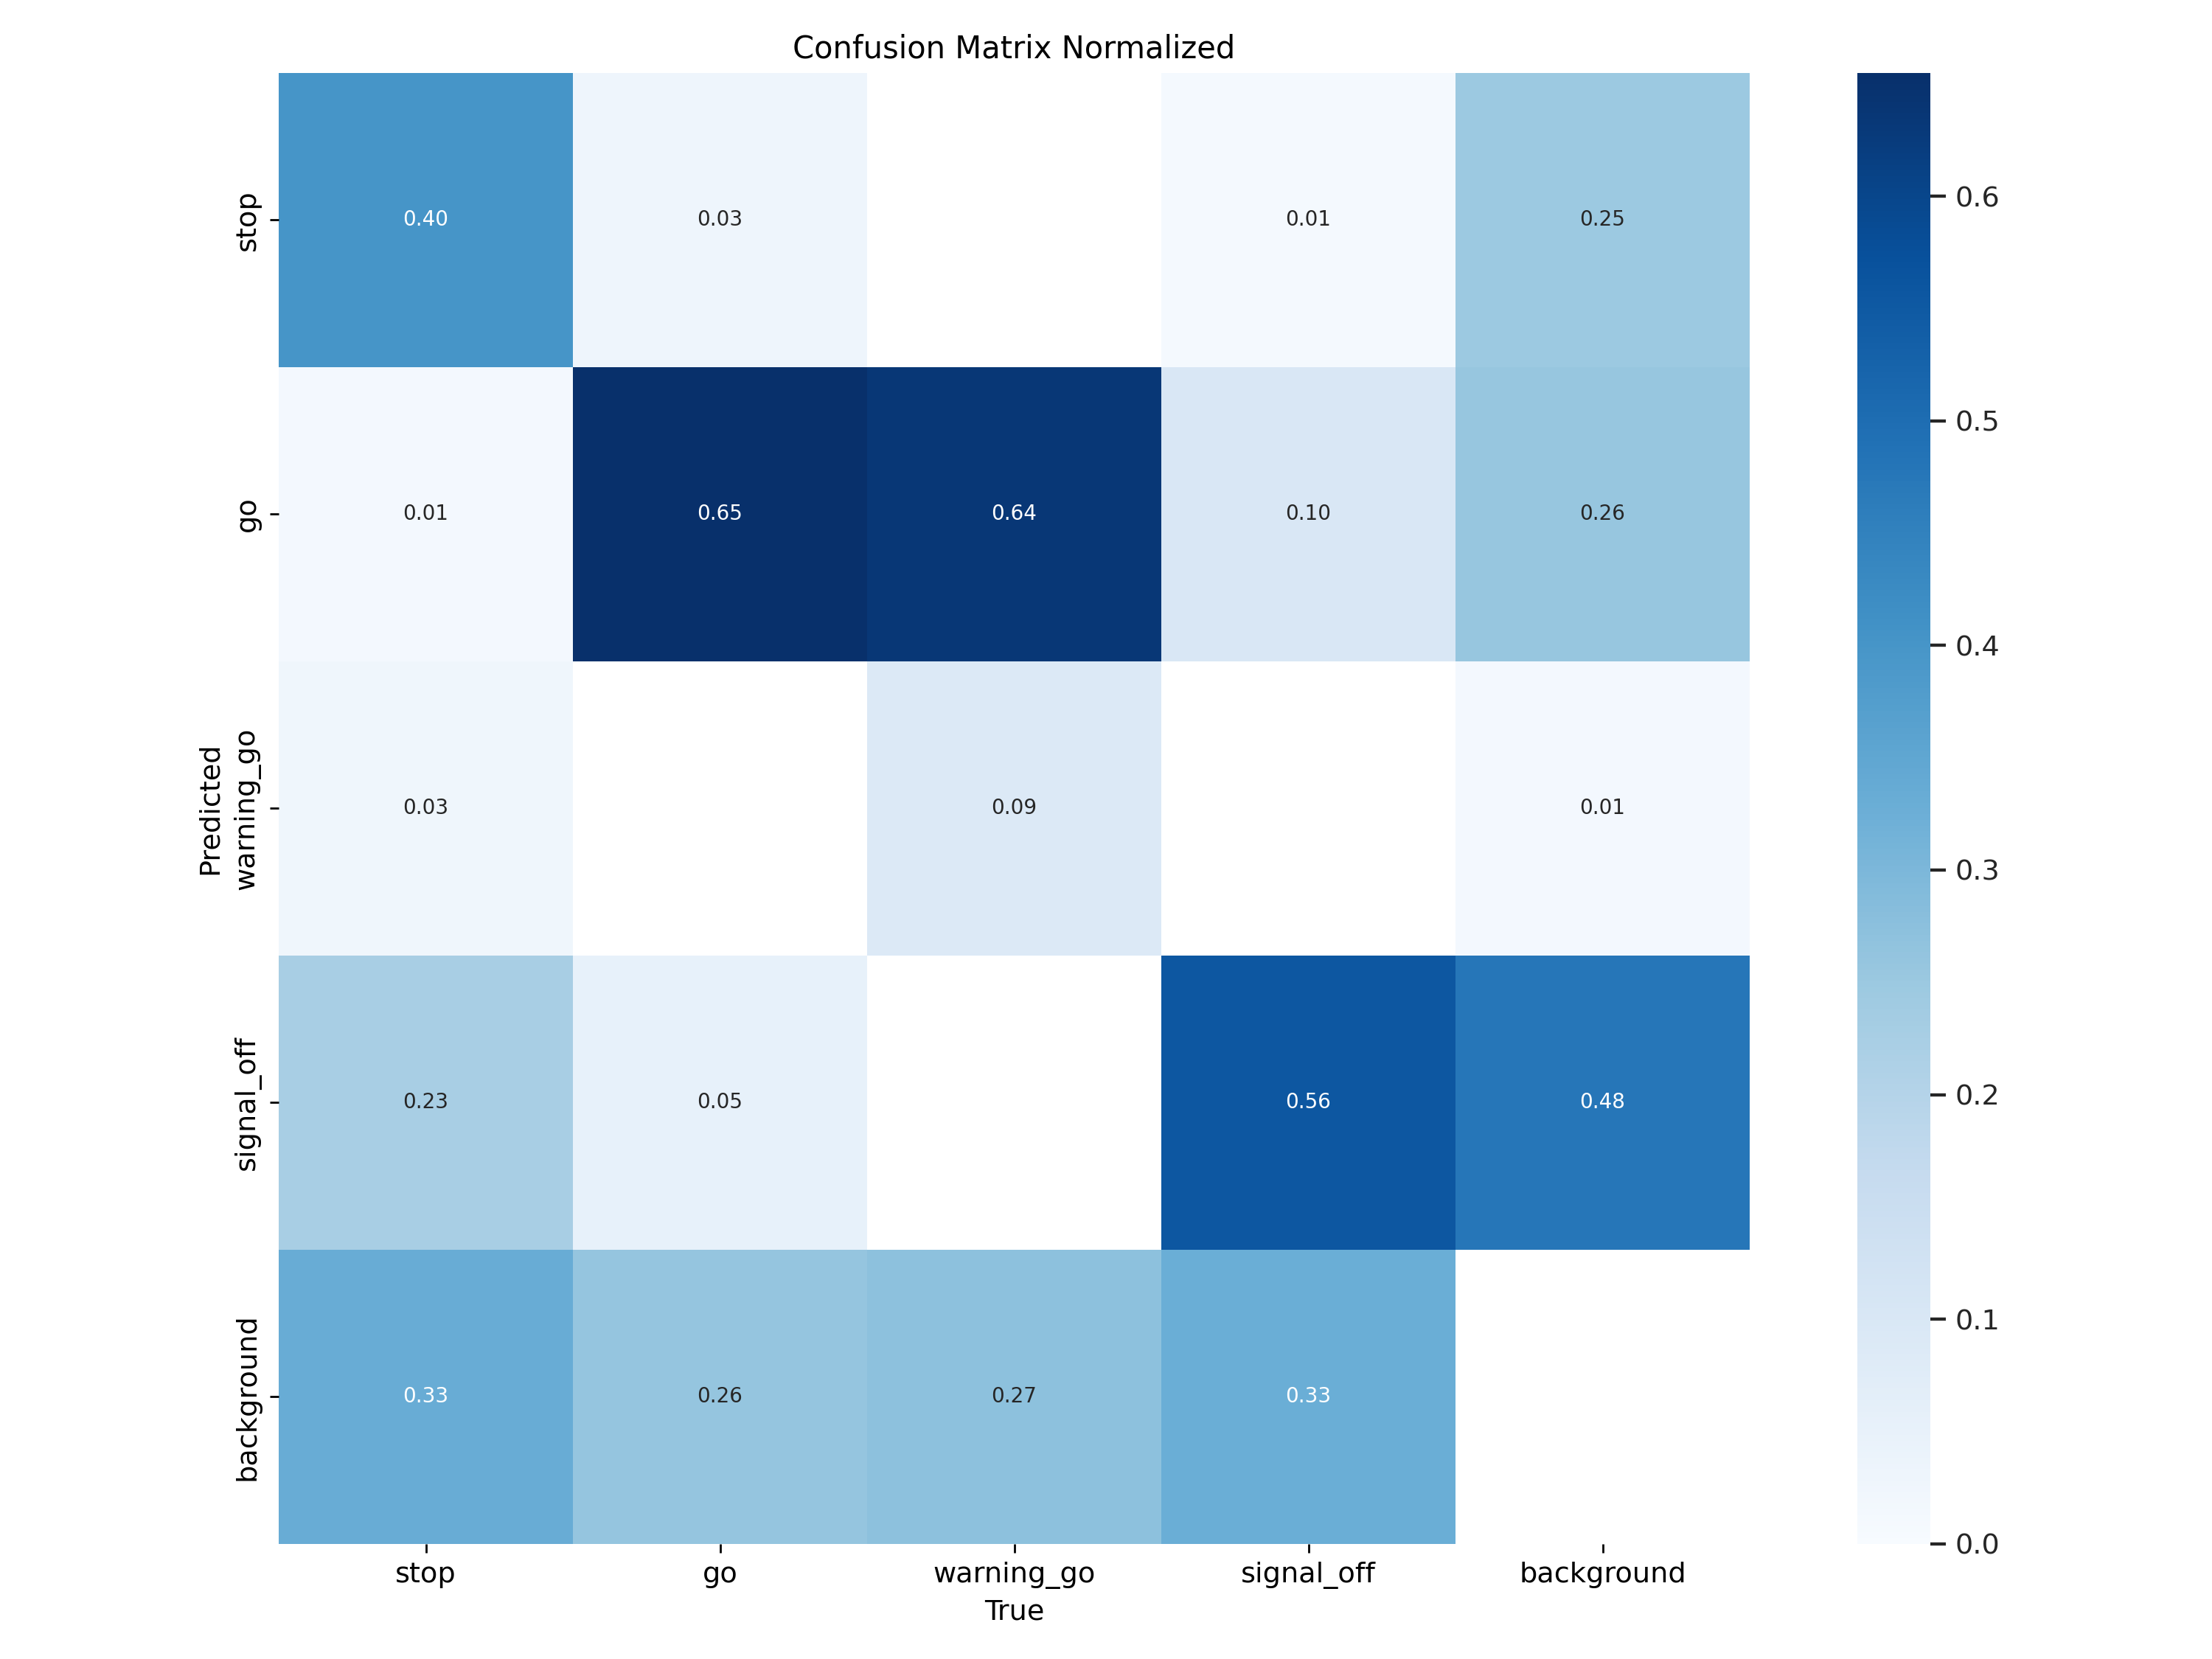 Confusion Matrix Normalized
stop 0.40 0.03 0.01 0.25
go 0.01 0.65 0.64 0.10 0.26
warning_go 0.03 0.09 0.01
signal_off 0.23 0.05 0.56 0.48
background 0.33 0.26 0.27 0.33
Predicted
stop go warning_go signal_off background
True
0.6
0.5
0.4
0.3
0.2
0.1
0.0